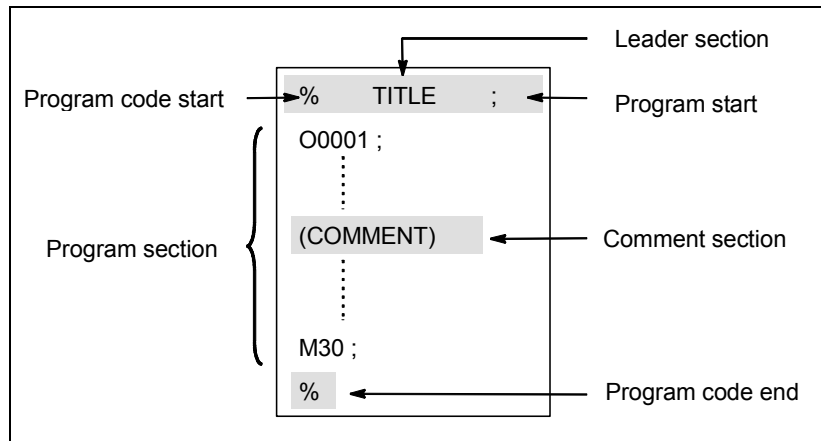 Leader section
Program code start
% TITLE ;
Program start
O0001 ;
Program section
(COMMENT)
Comment section
M30 ;
%
Program code end